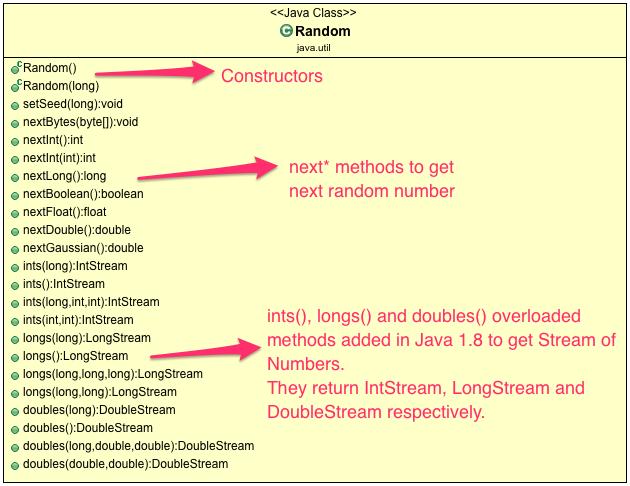 <<Java Class>>
C Random
java.util
C Random()
Constructors
C Random(long)
setSeed(long):void
nextBytes(byte[]):void
nextInt():int
nextInt(int):int
next* methods to get
nextLong():long
next random number
nextBoolean():boolean
nextFloat():float
nextDouble():double
nextGaussian():double
ints(long):IntStream
ints():IntStream
ints(long,int,int):IntStream
ints(int,int):IntStream
ints(), longs() and doubles() overloaded
longs(long):LongStream
methods added in Java 1.8 to get Stream of
longs():LongStream
Numbers.
longs(long,long,long):LongStream
They return IntStream, LongStream and
longs(long,long):LongStream
DoubleStream respectively.
doubles(long):DoubleStream
doubles():DoubleStream
doubles(long,double,double):DoubleStream
doubles(double,double):DoubleStream